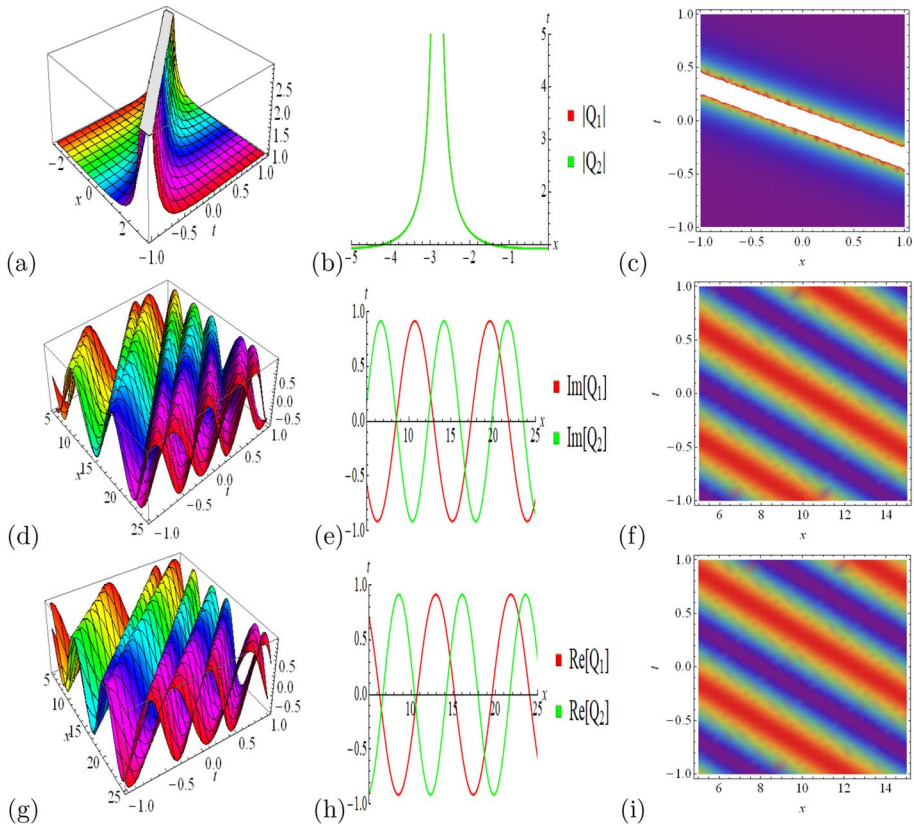 2.5
2.0
1.5
1.0
−2
0
2
x
−1.0
−0.5
0.0
0.5
1.0
t
(a)
t
5
4
3
2
x
−5
−4
−3
−2
−1
|Q1|
|Q2|
(b)
1.0
0.5
0.0
−0.5
−1.0
t
−1.0 −0.5 0.0 0.5 1.0
x
(c)
0.5
0.0
−0.5
5
10
15
20
25
x
−1.0
−0.5
0.0
0.5
1.0
t
(d)
t
1.0
0.5
0.0
−0.5
−1.0
10 15 20 25
x
Im[Q1]
Im[Q2]
(e)
1.0
0.5
0.0
−0.5
−1.0
t
6 8 10 12 14
x
(f)
0.5
0.0
−0.5
5
10
15
20
25
x
−1.0
−0.5
0.0
0.5
1.0
t
(g)
t
1.0
0.5
0.0
−0.5
−1.0
10 15 20 25
x
Re[Q1]
Re[Q2]
(h)
1.0
0.5
0.0
−0.5
−1.0
t
6 8 10 12 14
x
(i)